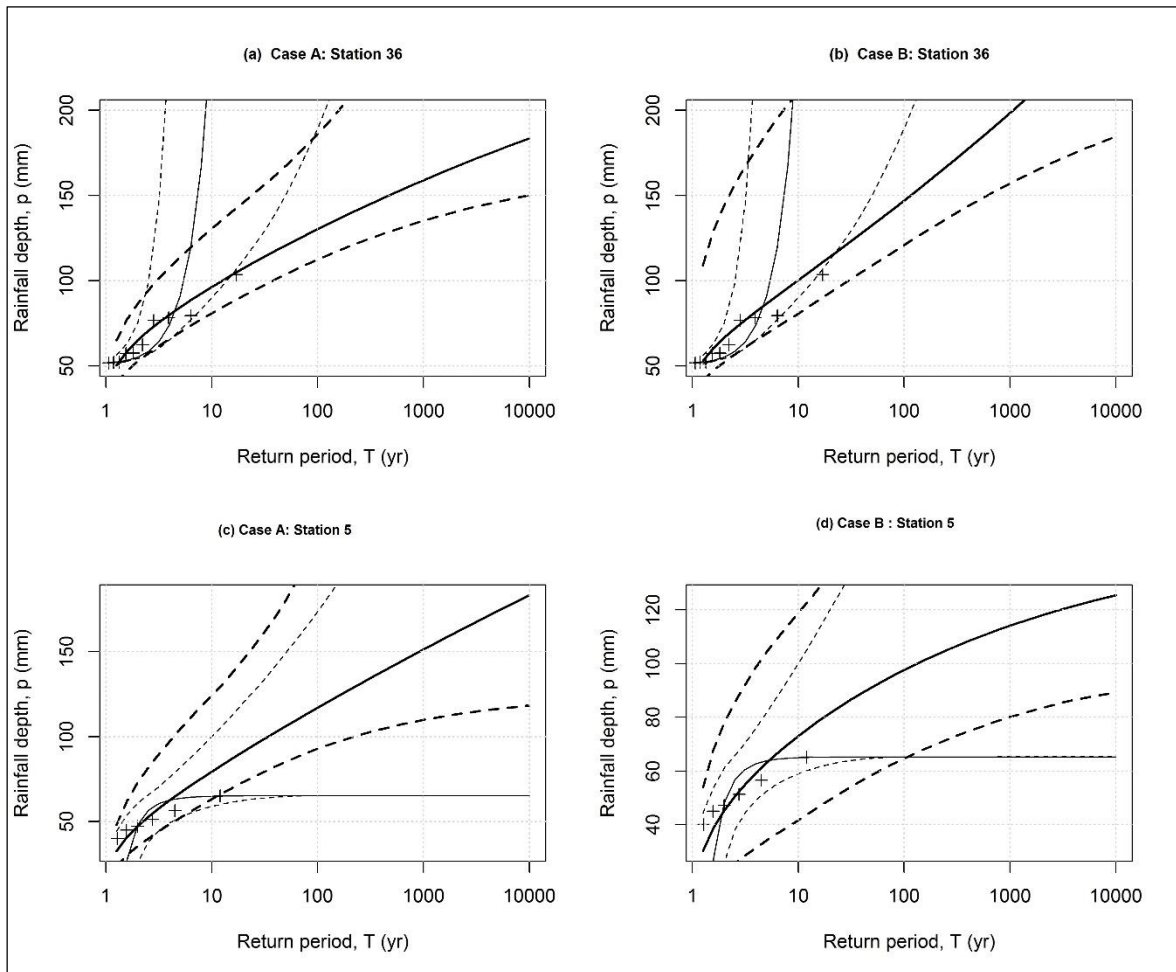 (a) Case A: Station 36
(b) Case B: Station 36
Rainfall depth, p (mm)
200
150
100
50
1 10 100 1000 10000
Return period, T (yr)
Rainfall depth, p (mm)
200
150
100
50
1 10 100 1000 10000
Return period, T (yr)
(c) Case A: Station 5
(d) Case B : Station 5
Rainfall depth, p (mm)
150
100
50
1 10 100 1000 10000
Return period, T (yr)
Rainfall depth, p (mm)
120
100
80
60
40
1 10 100 1000 10000
Return period, T (yr)